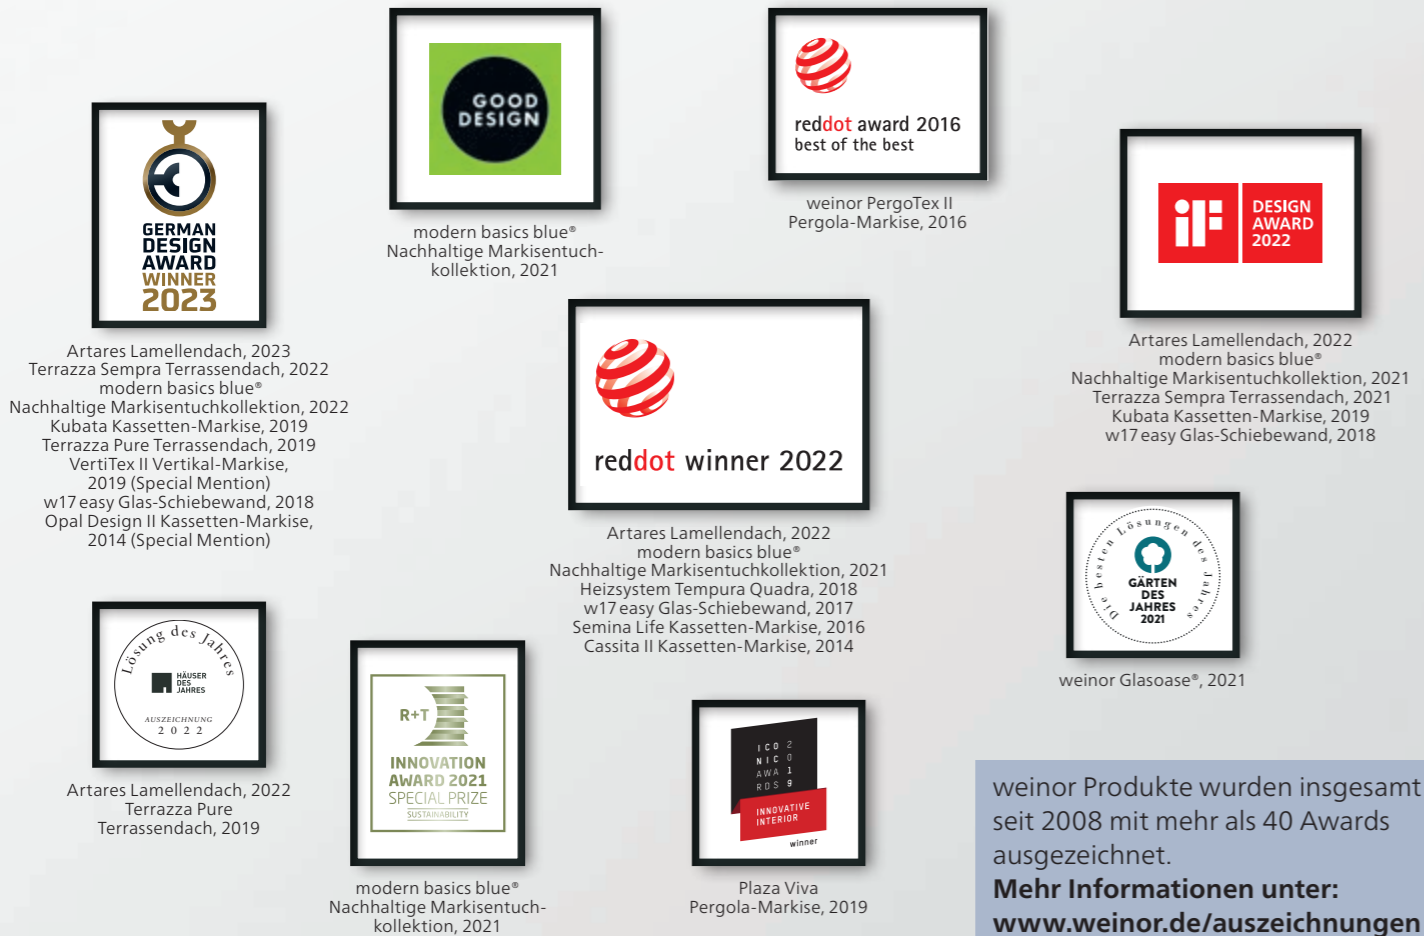 GERMAN
DESIGN
AWARD
WINNER
2023
Artares Lamellendach, 2023
Terrazza Sempra Terrassendach, 2022
modern basics blue®
Nachhaltige Markisentuchkollektion, 2022
Kubata Kassetten-Markise, 2019
Terrazza Pure Terrassendach, 2019
VertiTex II Vertikal-Markise,
2019 (Special Mention)
w17 easy Glas-Schiebewand, 2018
Opal Design II Kassetten-Markise,
2014 (Special Mention)
GOOD
DESIGN
modern basics blue®
Nachhaltige Markisentuch-
kollektion, 2021
reddot award 2016
best of the best
weinor PergoTex II
Pergola-Markise, 2016
iF
DESIGN
AWARD
2022
Artares Lamellendach, 2022
modern basics blue®
Nachhaltige Markisentuchkollektion, 2021
Terrazza Sempra Terrassendach, 2021
Kubata Kassetten-Markise, 2019
w17 easy Glas-Schiebewand, 2018
reddot winner 2022
Artares Lamellendach, 2022
modern basics blue®
Nachhaltige Markisentuchkollektion, 2021
Heizsystem Tempura Quadra, 2018
w17 easy Glas-Schiebewand, 2017
Semina Life Kassetten-Markise, 2016
Cassita II Kassetten-Markise, 2014
Die besten Lösungen des Jahres
GÄRTEN
DES
JAHRES
2021
weinor Glasoase®, 2021
Lösung des Jahres
HÄUSER
DES
JAHRES
AUSZEICHNUNG
2022
Artares Lamellendach, 2022
Terrazza Pure
Terrassendach, 2019
R+T
INNOVATION
AWARD 2021
SPECIAL PRIZE
SUSTAINABILITY
modern basics blue®
Nachhaltige Markisentuch-
kollektion, 2021
ICO 2
NIC 0
AWA 1
RDS 9
INNOVATIVE
INTERIOR
winner
Plaza Viva
Pergola-Markise, 2019
weinor Produkte wurden insgesamt
seit 2008 mit mehr als 40 Awards
ausgezeichnet.
Mehr Informationen unter:
www.weinor.de/auszeichnungen